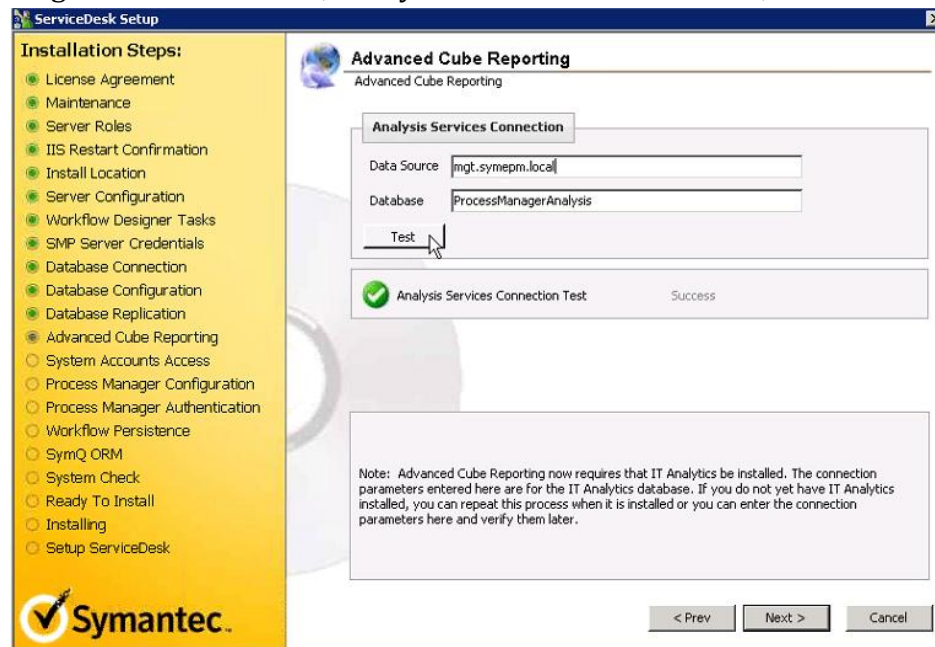 ServiceDesk Setup
Installation Steps:
License Agreement
Maintenance
Server Roles
IIS Restart Confirmation
Install Location
Server Configuration
Workflow Designer Tasks
SMP Server Credentials
Database Connection
Database Configuration
Database Replication
Advanced Cube Reporting
System Accounts Access
Process Manager Configuration
Process Manager Authentication
Workflow Persistence
SymQ ORM
System Check
Ready To Install
Installing
Setup ServiceDesk
Symantec.
Advanced Cube Reporting
Advanced Cube Reporting
Analysis Services Connection
Data Source mgt.symepm.local
Database ProcessManagerAnalysis
Test
Analysis Services Connection Test Success
Note: Advanced Cube Reporting now requires that IT Analytics be installed. The connection
parameters entered here are for the IT Analytics database. If you do not yet have IT Analytics
installed, you can repeat this process when it is installed or you can enter the connection
parameters here and verify them later.
< Prev Next > Cancel